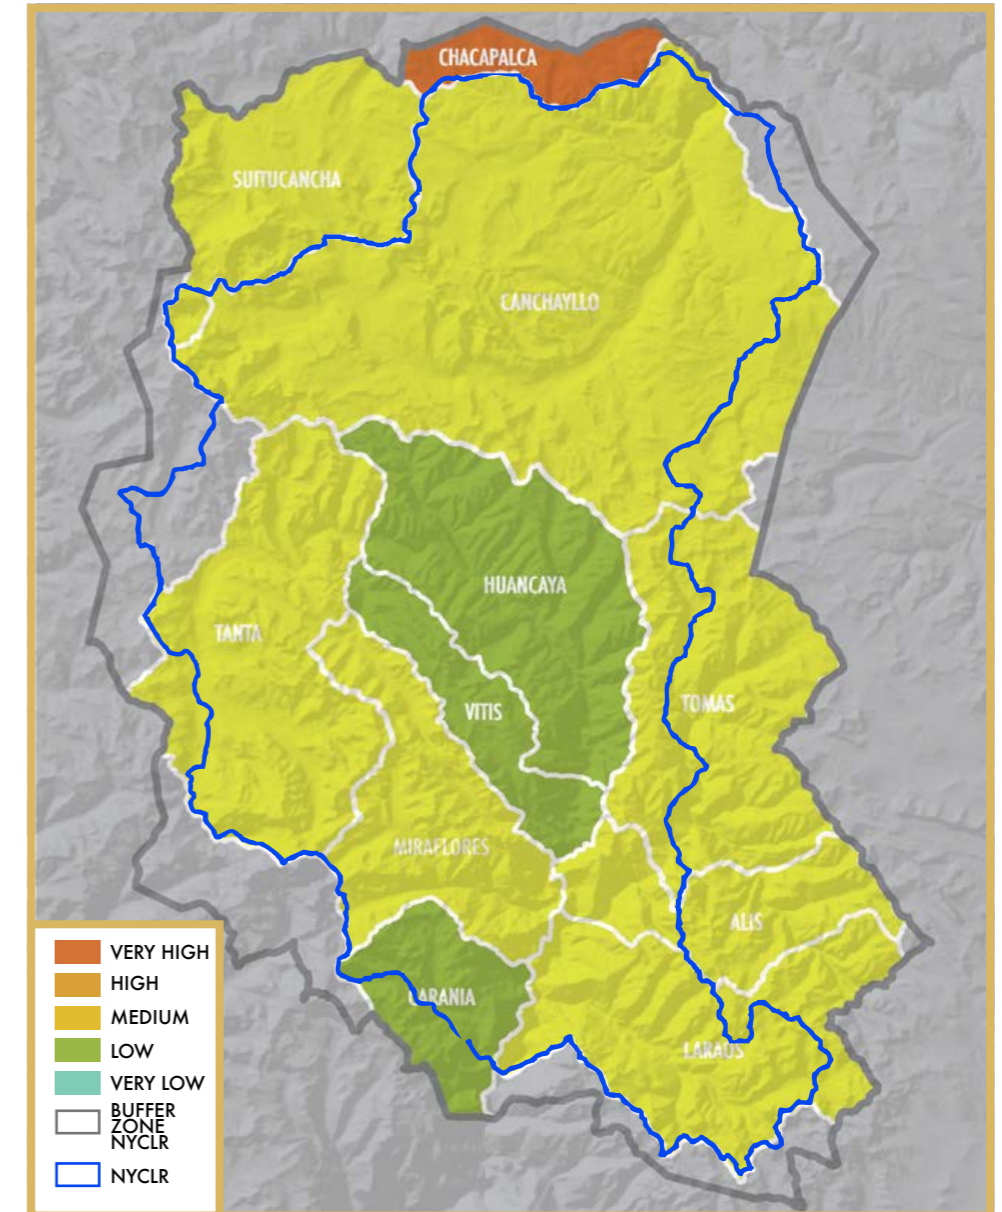 CHACAPALCA
SUITUCANCHA
CANCHAYLLO
HUANCAYA
TANTA
VITIS
TOMAS
MIRAFLORES
ALIS
CARANIA
LARAOS
VERY HIGH
HIGH
MEDIUM
LOW
VERY LOW
BUFFER
ZONE
NYCLR
NYCLR